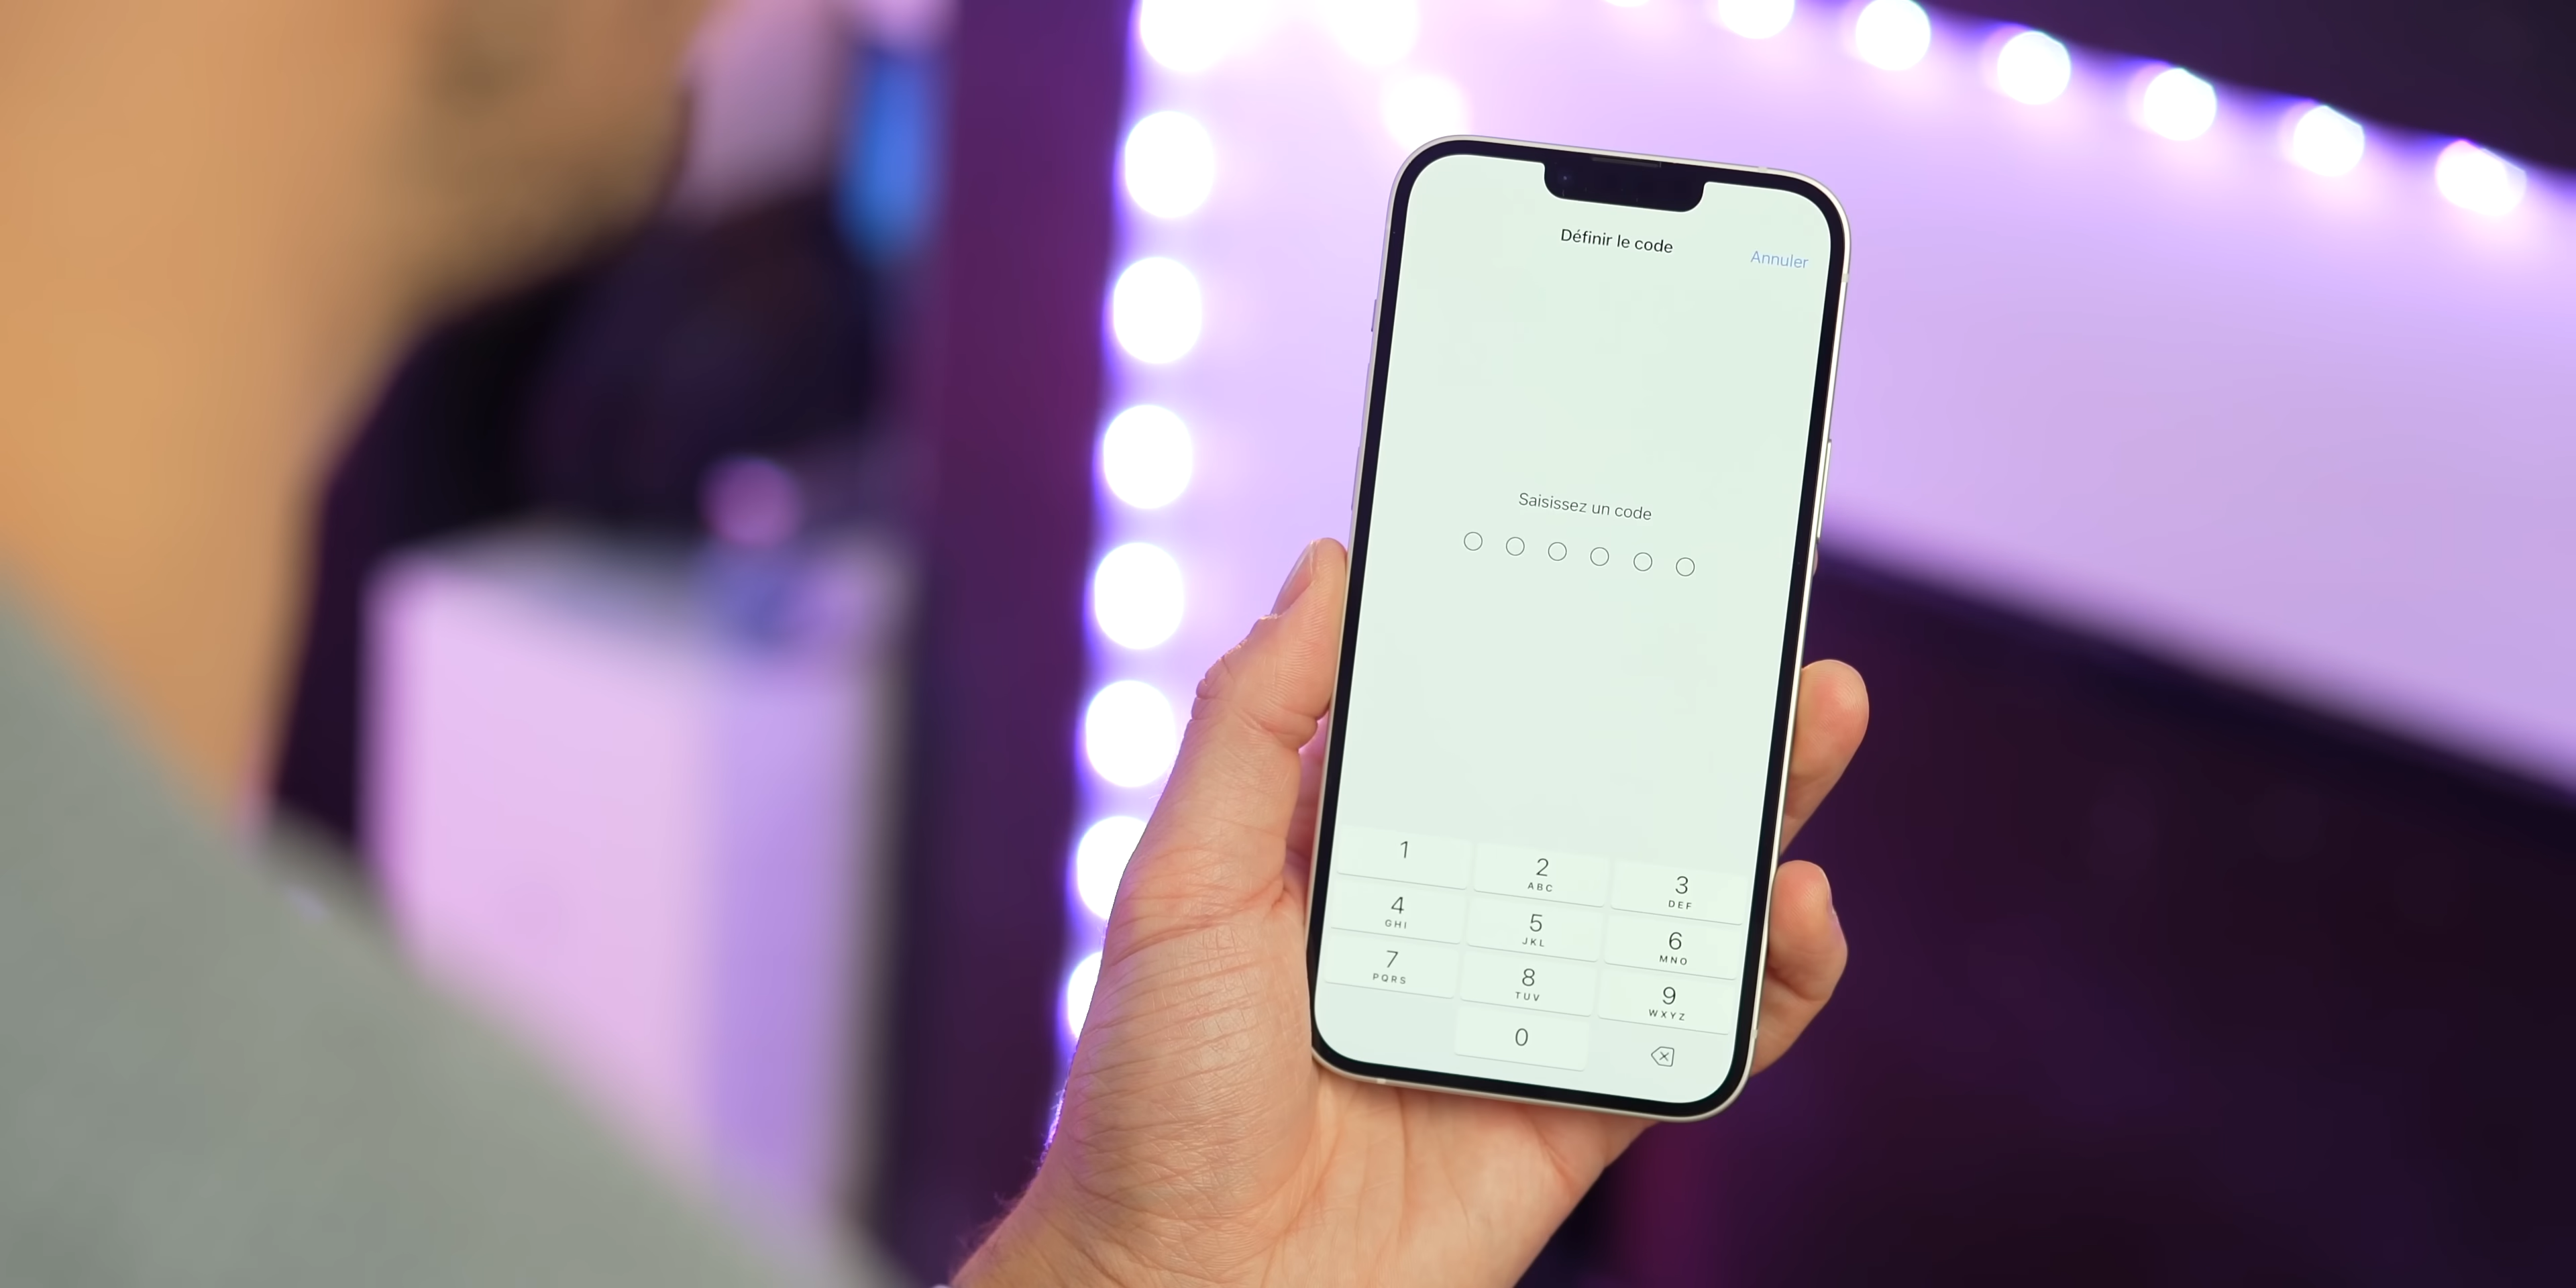 Définir le code
Annuler
Saisissez un code
1
2
ABC
3
DEF
4
GHI
5
JKL
6
MNO
7
PQRS
8
TUV
9
WXYZ
0